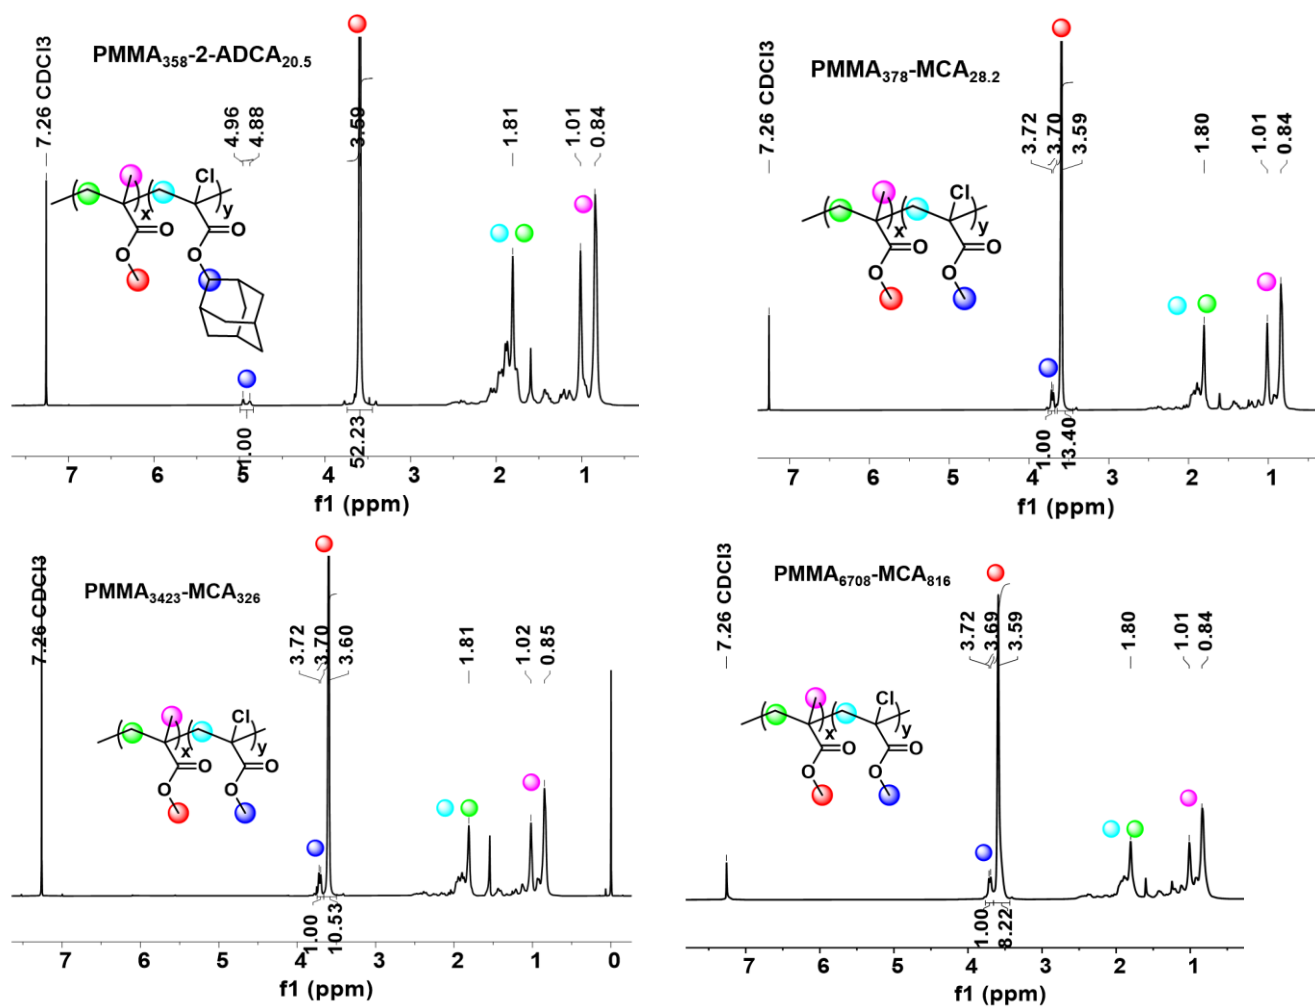 PMMA358-2-ADCA20.5
7.26 CDCl3
4.96
4.88
3.59
1.81
1.01
0.84
Cl
x
y
O
O
O
O
1.00
52.23
7 6 5 4 3 2 1
f1 (ppm)
PMMA378-MCA28.2
7.26 CDCl3
3.72
3.70
3.59
1.80
1.01
0.84
Cl
x
y
O
O
O
O
1.00
13.40
7 6 5 4 3 2 1
f1 (ppm)
PMMA3423-MCA326
7.26 CDCl3
3.72
3.70
3.60
1.81
1.02
0.85
Cl
x
y
O
O
O
O
1.00
10.53
7 6 5 4 3 2 1 0
f1 (ppm)
PMMA6708-MCA816
7.26 CDCl3
3.72
3.69
3.59
1.80
1.01
0.84
Cl
x
y
O
O
O
O
1.00
8.22
7 6 5 4 3 2 1
f1 (ppm)